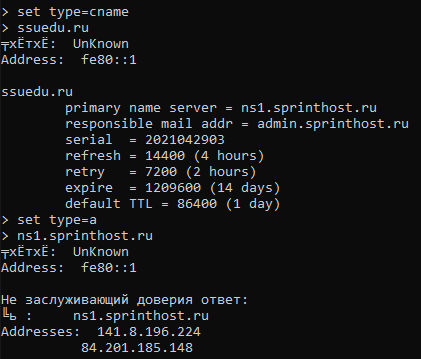 > set type=cname
> ssuedu.ru
╤хЁтхЁ:  UnKnown
Address:  fe80::1

ssuedu.ru
        primary name server = ns1.sprinthost.ru
        responsible mail addr = admin.sprinthost.ru
        serial  = 2021042903
        refresh = 14400 (4 hours)
        retry   = 7200 (2 hours)
        expire  = 1209600 (14 days)
        default TTL = 86400 (1 day)
> set type=a
> ns1.sprinthost.ru
╤хЁтхЁ:  UnKnown
Address:  fe80::1

Не заслуживающий доверия ответ:
╚ь :     ns1.sprinthost.ru
Addresses:  141.8.196.224
          84.201.185.148